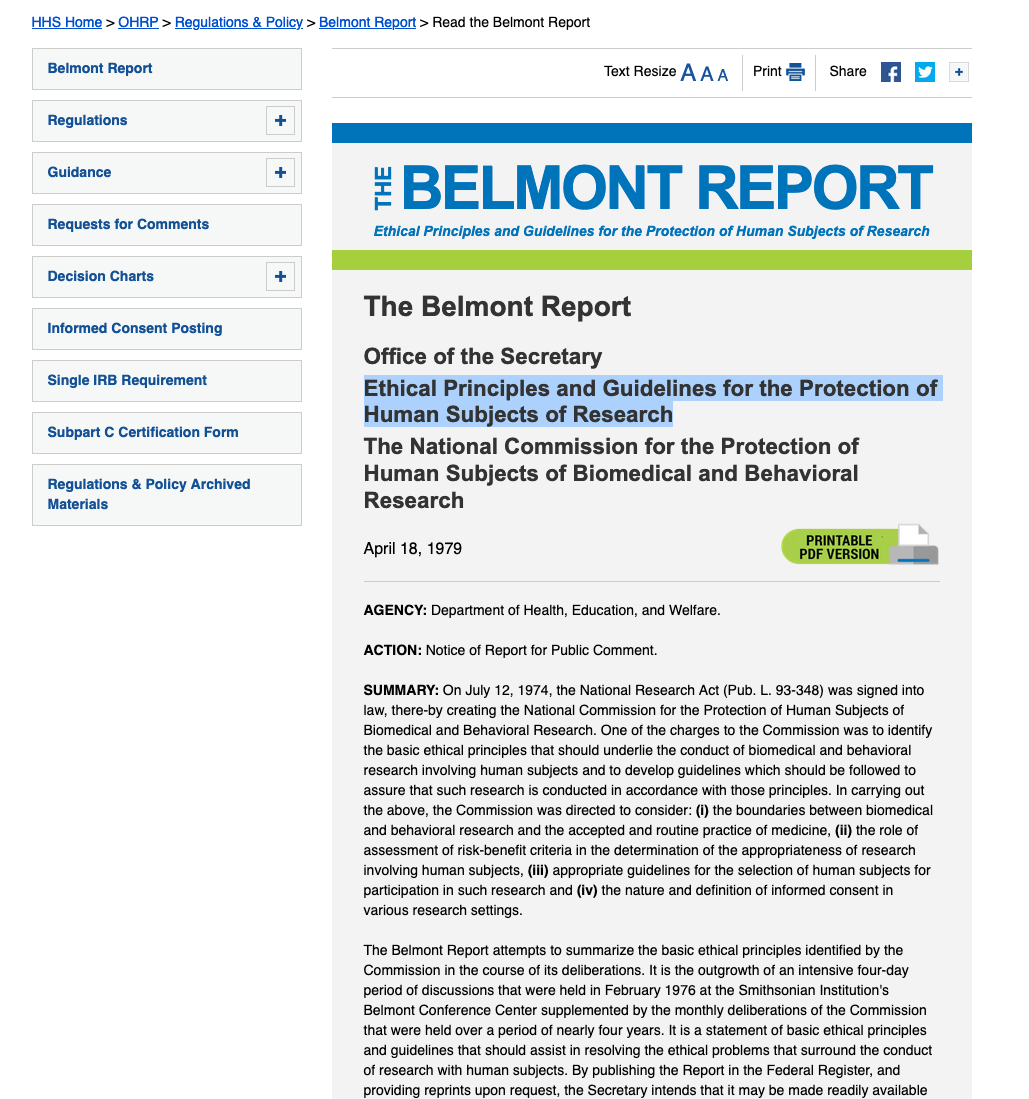 HHS Home > OHRP > Regulations & Policy > Belmont Report > Read the Belmont Report
Belmont Report
Regulations +
Guidance +
Requests for Comments
Decision Charts +
Informed Consent Posting
Single IRB Requirement
Subpart C Certification Form
Regulations & Policy Archived
Materials
Text Resize A A A Print Share f +
THE BELMONT REPORT
Ethical Principles and Guidelines for the Protection of Human Subjects of Research
The Belmont Report
Office of the Secretary
Ethical Principles and Guidelines for the Protection of
Human Subjects of Research
The National Commission for the Protection of
Human Subjects of Biomedical and Behavioral
Research
April 18, 1979
PRINTABLE
PDF VERSION
AGENCY: Department of Health, Education, and Welfare.
ACTION: Notice of Report for Public Comment.
SUMMARY: On July 12, 1974, the National Research Act (Pub. L. 93-348) was signed into
law, there-by creating the National Commission for the Protection of Human Subjects of
Biomedical and Behavioral Research. One of the charges to the Commission was to identify
the basic ethical principles that should underlie the conduct of biomedical and behavioral
research involving human subjects and to develop guidelines which should be followed to
assure that such research is conducted in accordance with those principles. In carrying out
the above, the Commission was directed to consider: (i) the boundaries between biomedical
and behavioral research and the accepted and routine practice of medicine, (ii) the role of
assessment of risk-benefit criteria in the determination of the appropriateness of research
involving human subjects, (iii) appropriate guidelines for the selection of human subjects for
participation in such research and (iv) the nature and definition of informed consent in
various research settings.
The Belmont Report attempts to summarize the basic ethical principles identified by the
Commission in the course of its deliberations. It is the outgrowth of an intensive four-day
period of discussions that were held in February 1976 at the Smithsonian Institution's
Belmont Conference Center supplemented by the monthly deliberations of the Commission
that were held over a period of nearly four years. It is a statement of basic ethical principles
and guidelines that should assist in resolving the ethical problems that surround the conduct
of research with human subjects. By publishing the Report in the Federal Register, and
providing reprints upon request, the Secretary intends that it may be made readily available